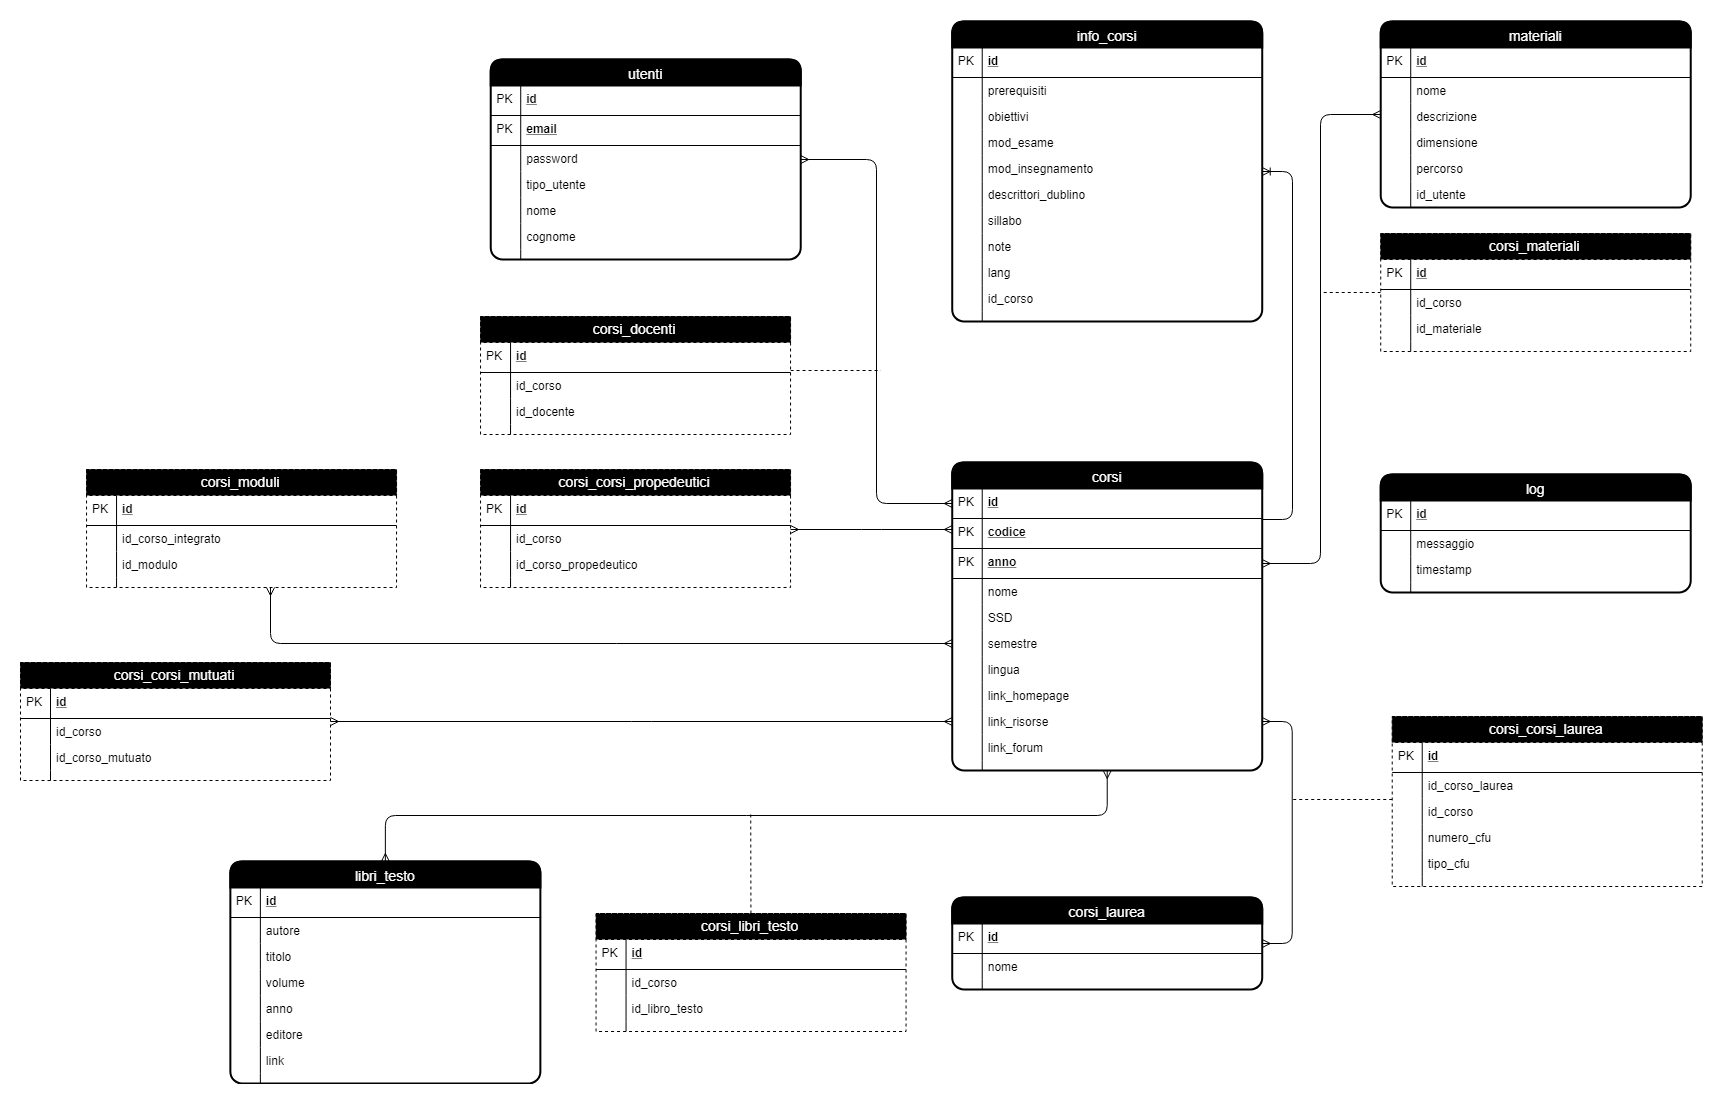 utenti
PK id
PK email
password
tipo_utente
nome
cognome
info_corsi
PK id
prerequisiti
obiettivi
mod_esame
mod_insegnamento
descrittori_dublino
sillabo
note
lang
id_corso
materiali
PK id
nome
descrizione
dimensione
percorso
id_utente
corsi_materiali
PK id
id_corso
id_materiale
corsi_docenti
PK id
id_corso
id_docente
corsi_moduli
PK id
id_corso_integrato
id_modulo
corsi_corsi_propedeutici
PK id
id_corso
id_corso_propedeutico
corsi
PK id
PK codice
PK anno
nome
SSD
semestre
lingua
link_homepage
link_risorse
link_forum
log
PK id
messaggio
timestamp
corsi_corsi_mutuati
PK id
id_corso
id_corso_mutuato
corsi_corsi_laurea
PK id
id_corso_laurea
id_corso
numero_cfu
tipo_cfu
libri_testo
PK id
autore
titolo
volume
anno
editore
link
corsi_libri_testo
PK id
id_corso
id_libro_testo
corsi_laurea
PK id
nome